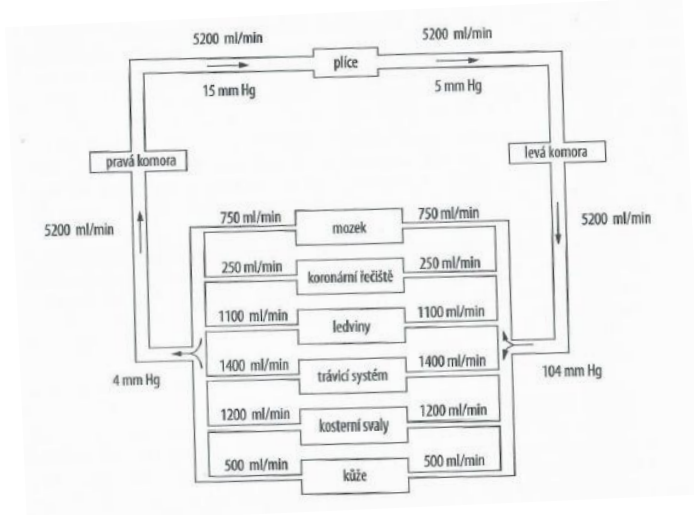 5200 ml/min
5200 ml/min
plíce
15 mm Hg
5 mm Hg
pravá komora
levá komora
5200 ml/min
5200 ml/min
750 ml/min
mozek
750 ml/min
250 ml/min
koronární řečiště
250 ml/min
1100 ml/min
ledviny
1100 ml/min
1400 ml/min
trávicí systém
1400 ml/min
4 mm Hg
104 mm Hg
1200 ml/min
kosterní svaly
1200 ml/min
500 ml/min
kůže
500 ml/min